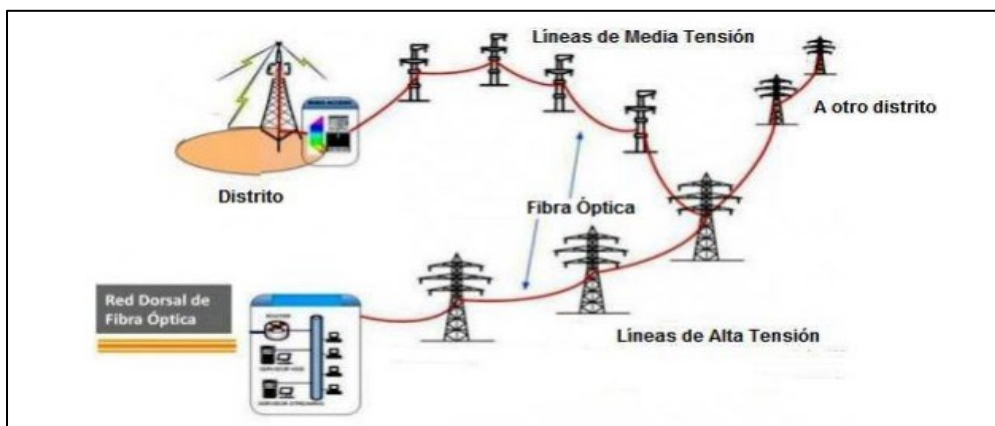 Líneas de Media Tensión
A otro distrito
Distrito
Fibra Óptica
Red Dorsal de
Fibra Óptica
Líneas de Alta Tensión